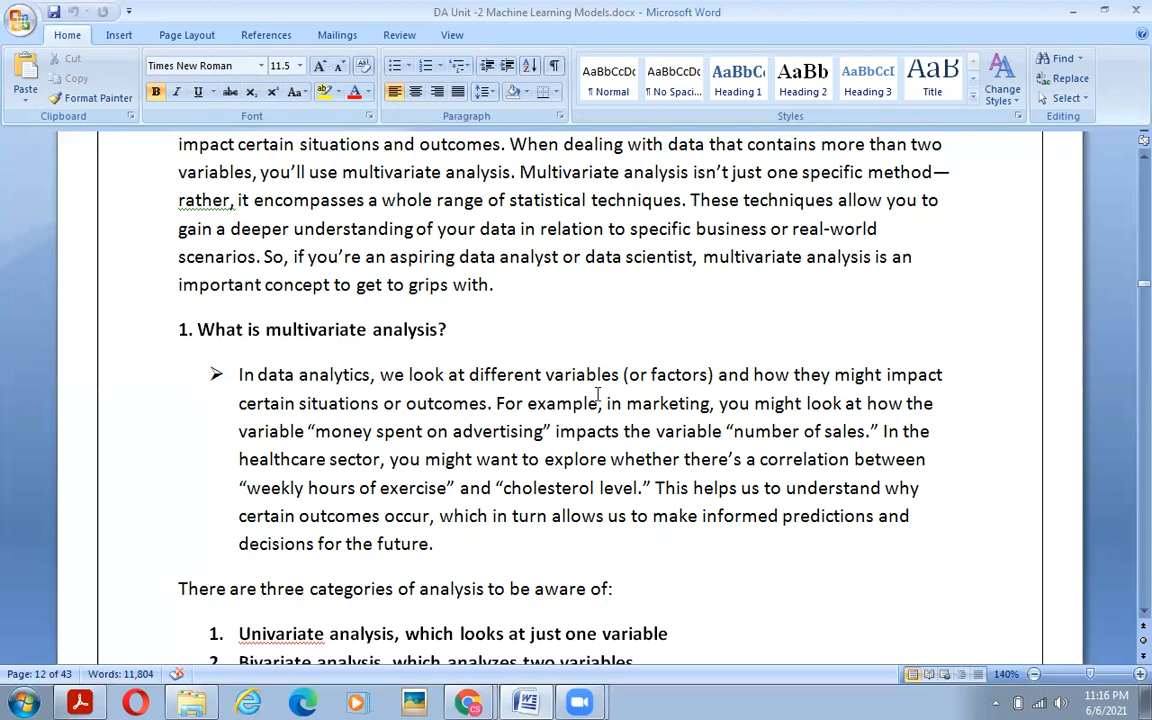 DA Unit -2 Machine Learning Models.docx - Microsoft Word
Home Insert Page Layout References Mailings Review View
Paste
Cut
Copy
Format Painter
Clipboard
Times New Roman 11.5
Font
Paragraph
AaBbCcDc AaBbCcDc AaBbC AaBb AaBbCcI AaB
¶ Normal ¶ No Spaci... Heading 1 Heading 2 Heading 3 Title
Styles
Change
Styles
Find
Replace
Select
Editing
impact certain situations and outcomes. When dealing with data that contains more than two
variables, you’ll use multivariate analysis. Multivariate analysis isn’t just one specific method—
rather, it encompasses a whole range of statistical techniques. These techniques allow you to
gain a deeper understanding of your data in relation to specific business or real-world
scenarios. So, if you’re an aspiring data analyst or data scientist, multivariate analysis is an
important concept to get to grips with.
1. What is multivariate analysis?
➢ In data analytics, we look at different variables (or factors) and how they might impact
certain situations or outcomes. For example, in marketing, you might look at how the
variable “money spent on advertising” impacts the variable “number of sales.” In the
healthcare sector, you might want to explore whether there’s a correlation between
“weekly hours of exercise” and “cholesterol level.” This helps us to understand why
certain outcomes occur, which in turn allows us to make informed predictions and
decisions for the future.
There are three categories of analysis to be aware of:
1. Univariate analysis, which looks at just one variable
2. Bivariate analysis, which analyzes two variables
Page: 12 of 43 Words: 11,804 140%
11:16 PM
6/6/2021